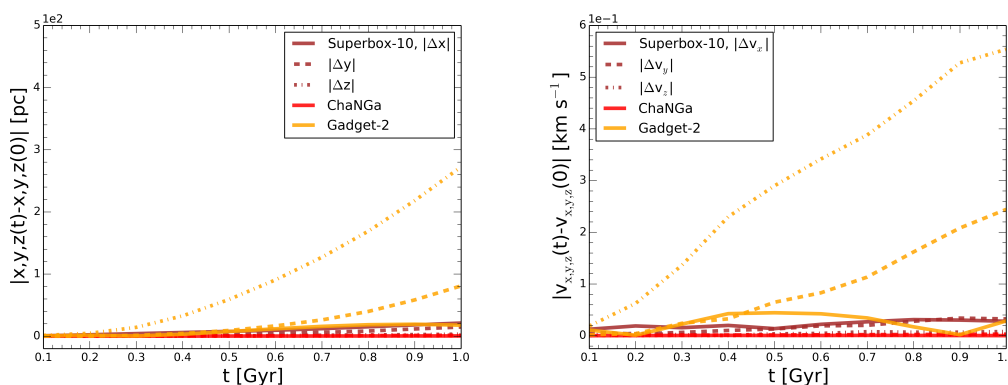 5 1e2
Superbox-10, |Δx|
|Δy|
|Δz|
ChaNGa
Gadget-2
4
3
2
1
0
|x,y,z(t)-x,y,z(0)| [pc]
0.1 0.2 0.3 0.4 0.5 0.6 0.7 0.8 0.9 1.0
t [Gyr]
6 1e−1
Superbox-10, |Δv_x|
|Δv_y|
|Δv_z|
ChaNGa
Gadget-2
5
4
3
2
1
0
|v_x,y,z(t)-v_x,y,z(0)| [km s⁻¹]
0.1 0.2 0.3 0.4 0.5 0.6 0.7 0.8 0.9 1.
t [Gyr]